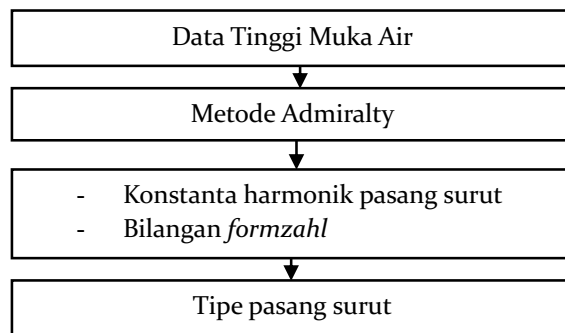 Data Tinggi Muka Air
Metode Admiralty
- Konstanta harmonik pasang surut
- Bilangan formzahl
Tipe pasang surut